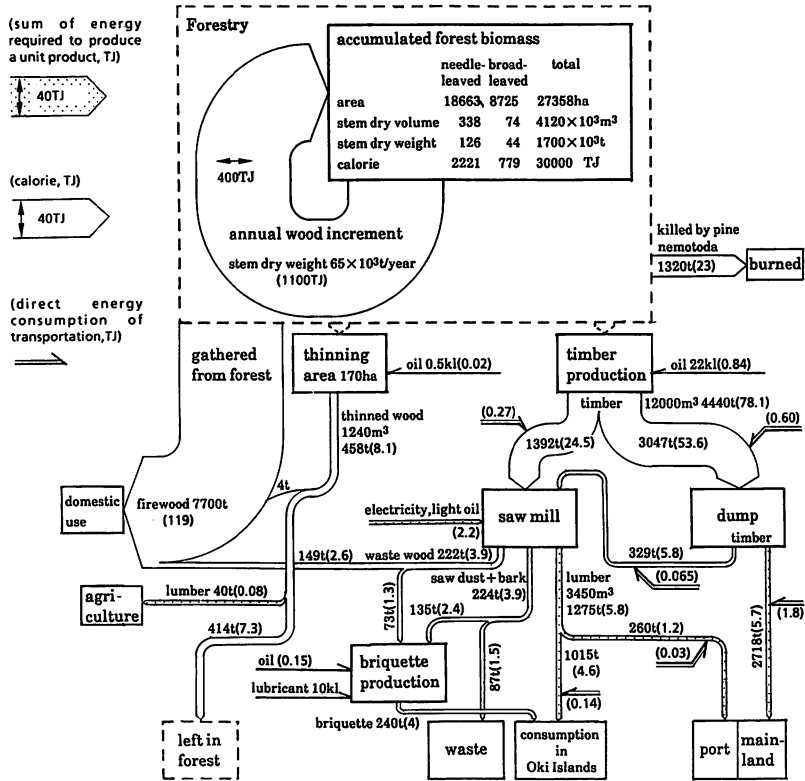 (sum of energy
required to produce
a unit product, TJ)
40TJ
(calorie, TJ)
40TJ
(direct energy
consumption of
transportation,TJ)
Forestry
accumulated forest biomass
needle- broad- total
leaved leaved
area 18663 8725 27358ha
stem dry volume 338 74 4120×10³m³
stem dry weight 126 44 1700×10³t
calorie 2221 779 30000 TJ
400TJ
annual wood increment
stem dry weight 65×10³t/year
(1100TJ)
killed by pine
nemotoda
1320t(23)
burned
gathered
from forest
thinning
area 170ha
oil 0.5kl(0.02)
timber
production
oil 22kl(0.84)
thinned wood
1240m³
458t(8.1)
timber
12000m³ 4440t(78.1)
(0.27)
(0.60)
1392t(24.5)
3047t(53.6)
4t
domestic
use
firewood 7700t
(119)
electricity,light oil
(2.2)
saw mill
dump
timber
149t(2.6)
waste wood 222t(3.9)
329t(5.8)
(0.065)
saw dust+bark
224t(3.9)
lumber
3450m³
1275t(5.8)
agri-
culture
lumber 40t(0.08)
73t(1.3)
135t(2.4)
260t(1.2)
(0.03)
2718t(5.7)
(1.8)
414t(7.3)
87t(1.5)
1015t
(4.6)
(0.14)
oil (0.15)
lubricant 10kl
briquette
production
briquette 240t(4)
left in
forest
waste
consumption
in
Oki Islands
port
main-
land